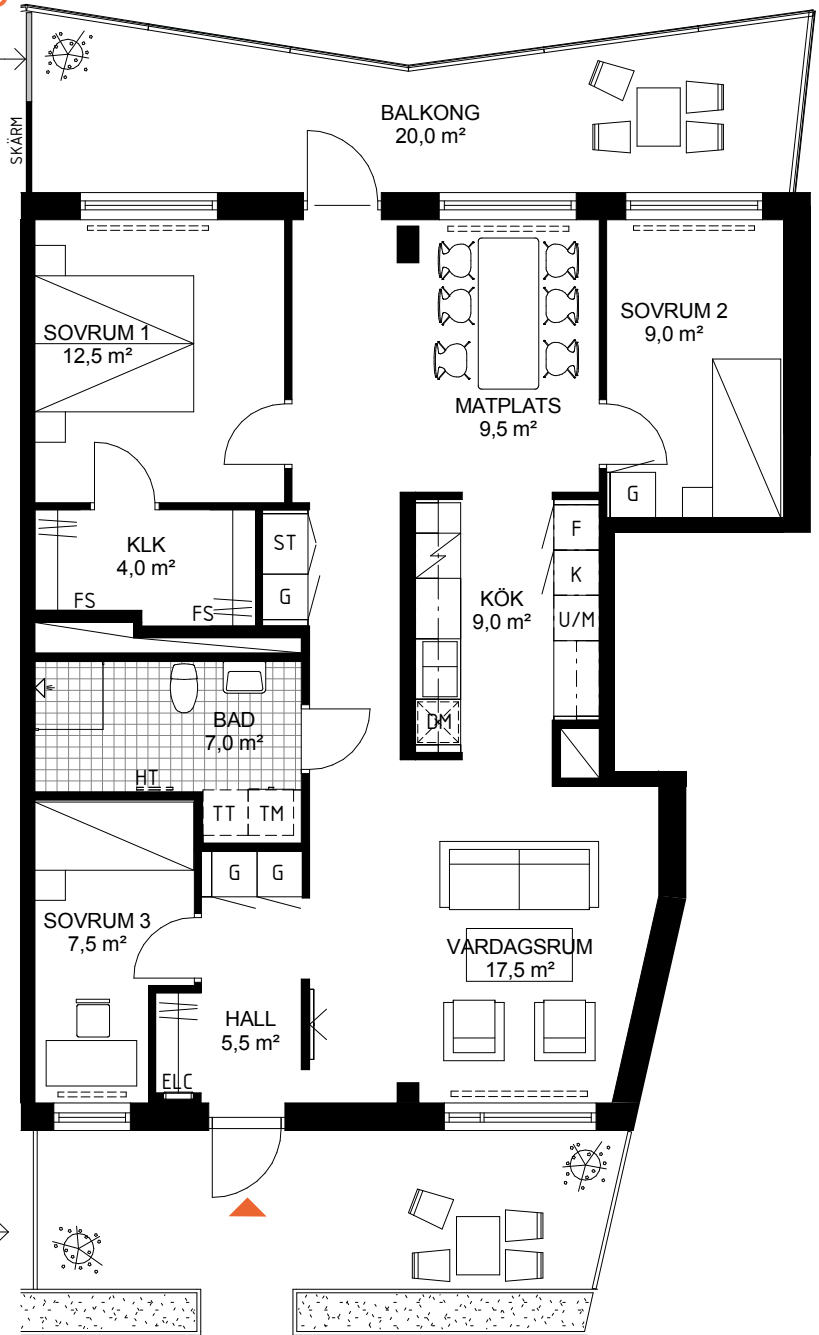 SKÄRM
BALKONG
20,0 m²
SOVRUM 1
12,5 m²
SOVRUM 2
9,0 m²
MATPLATS
9,5 m²
G
ST
G
KLK
4,0 m²
FS
FS
F
K
U/M
KÖK
9,0 m²
DM
BAD
7,0 m²
HT
TT
TM
G
G
SOVRUM 3
7,5 m²
VARDAGSRUM
17,5 m²
HALL
5,5 m²
ELC